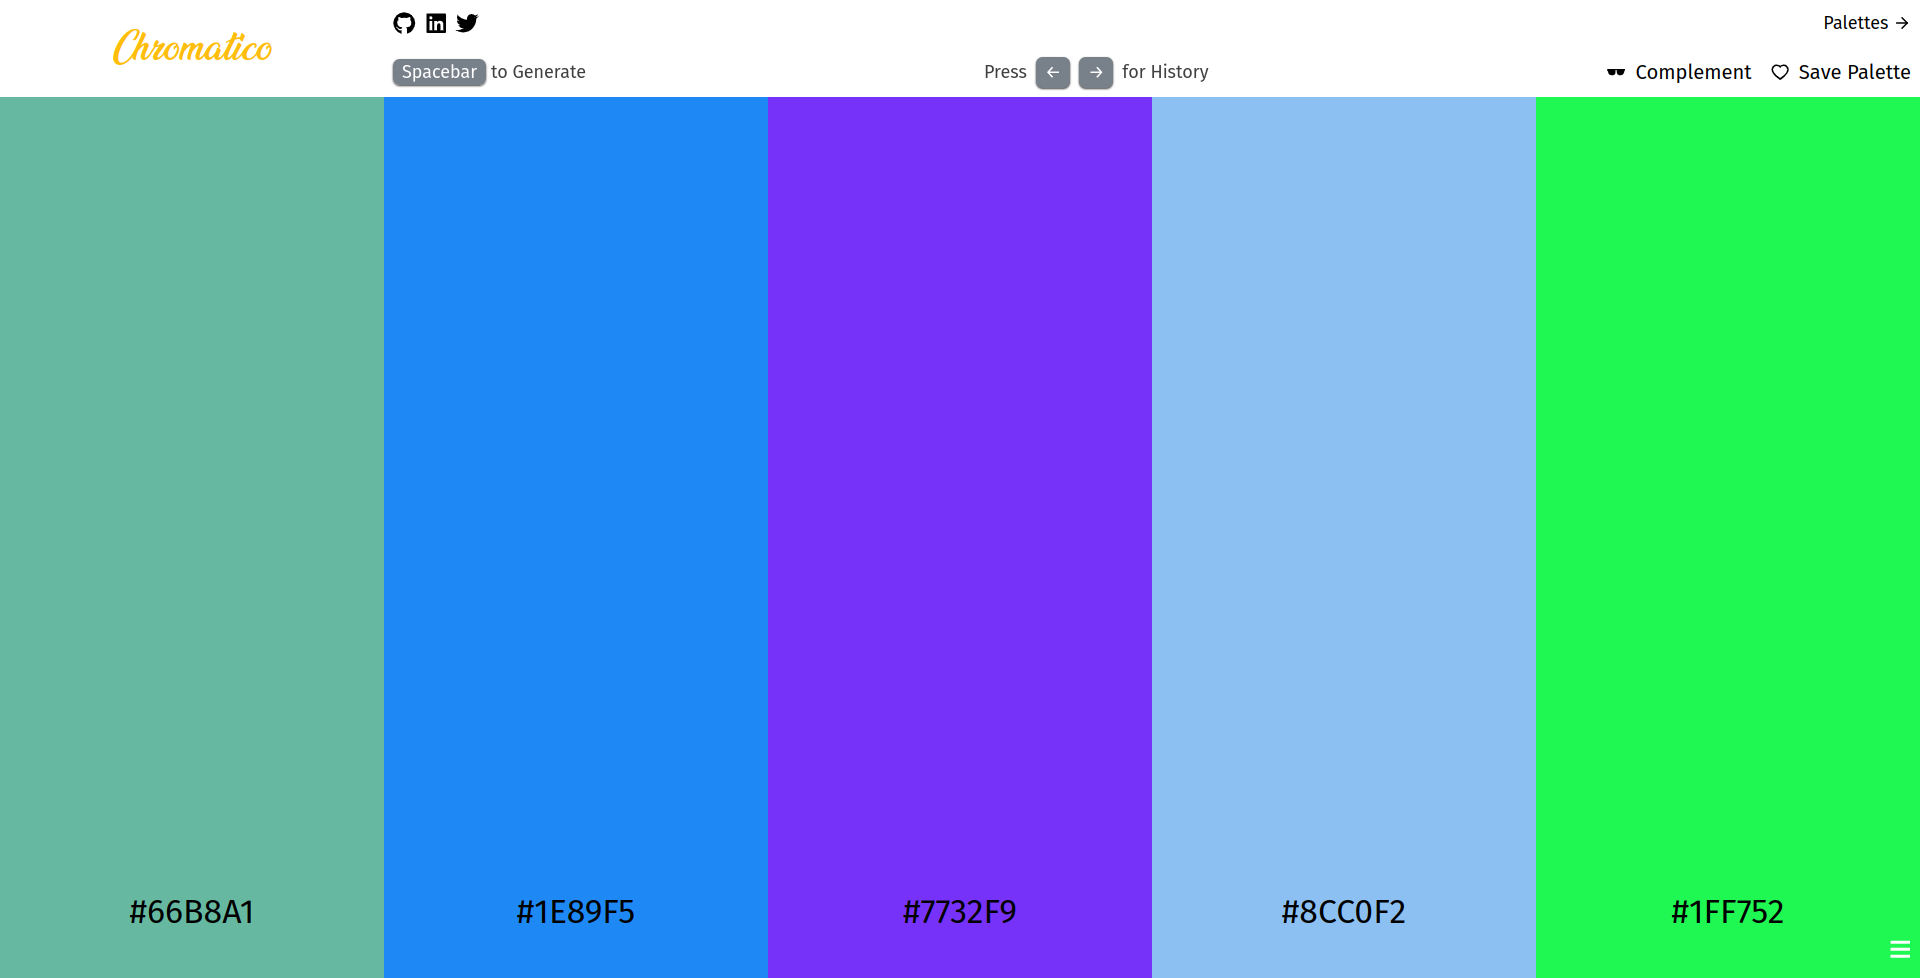 Chromatico
Palettes →
Spacebar to Generate
Press ← → for History
Complement
Save Palette
#66B8A1
#1E89F5
#7732F9
#8CC0F2
#1FF752